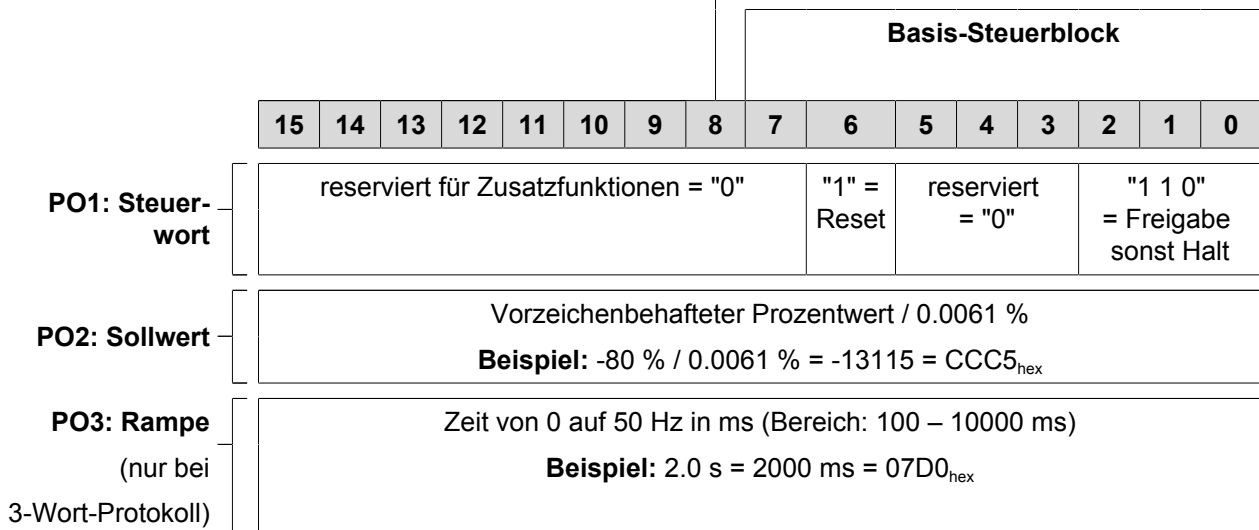 Basis-Steuerblock
15 14 13 12 11 10 9 8 7 6 5 4 3 2 1 0
PO1: Steuer-
wort
reserviert für Zusatzfunktionen = "0"
"1" =
Reset
reserviert
= "0"
"1 1 0"
= Freigabe
sonst Halt
PO2: Sollwert
Vorzeichenbehafteter Prozentwert / 0.0061 %
Beispiel: -80 % / 0.0061 % = -13115 = CCC5hex
PO3: Rampe
(nur bei
3-Wort-Protokoll)
Zeit von 0 auf 50 Hz in ms (Bereich: 100 – 10000 ms)
Beispiel: 2.0 s = 2000 ms = 07D0hex